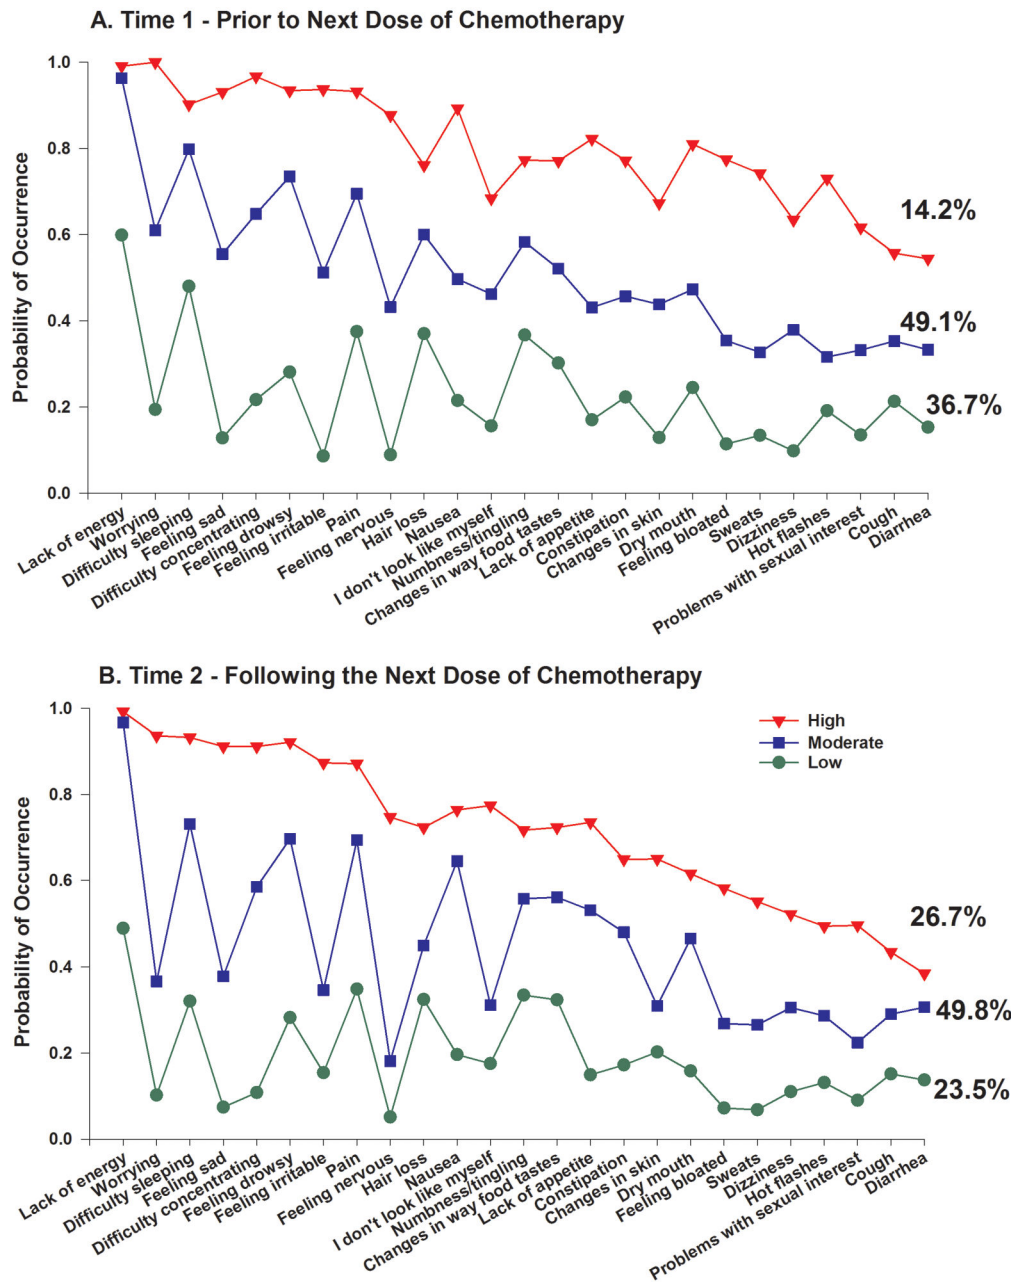 A. Time 1 - Prior to Next Dose of Chemotherapy
Probability of Occurrence
1.0
0.8
0.6
0.4
0.2
0.0
14.2%
49.1%
36.7%
Lack of energy
Worrying
Difficulty sleeping
Feeling sad
Difficulty concentrating
Feeling drowsy
Feeling irritable
Pain
Feeling nervous
Hair loss
Nausea
I don't look like myself
Numbness/tingling
Changes in way food tastes
Lack of appetite
Constipation
Changes in skin
Dry mouth
Feeling bloated
Sweats
Dizziness
Hot flashes
Problems with sexual interest
Cough
Diarrhea
B. Time 2 - Following the Next Dose of Chemotherapy
Probability of Occurrence
1.0
0.8
0.6
0.4
0.2
0.0
High
Moderate
Low
26.7%
49.8%
23.5%
Lack of energy
Worrying
Difficulty sleeping
Feeling sad
Difficulty concentrating
Feeling drowsy
Feeling irritable
Pain
Feeling nervous
Hair loss
Nausea
I don't look like myself
Numbness/tingling
Changes in way food tastes
Lack of appetite
Constipation
Changes in skin
Dry mouth
Feeling bloated
Sweats
Dizziness
Hot flashes
Problems with sexual interest
Cough
Diarrhea